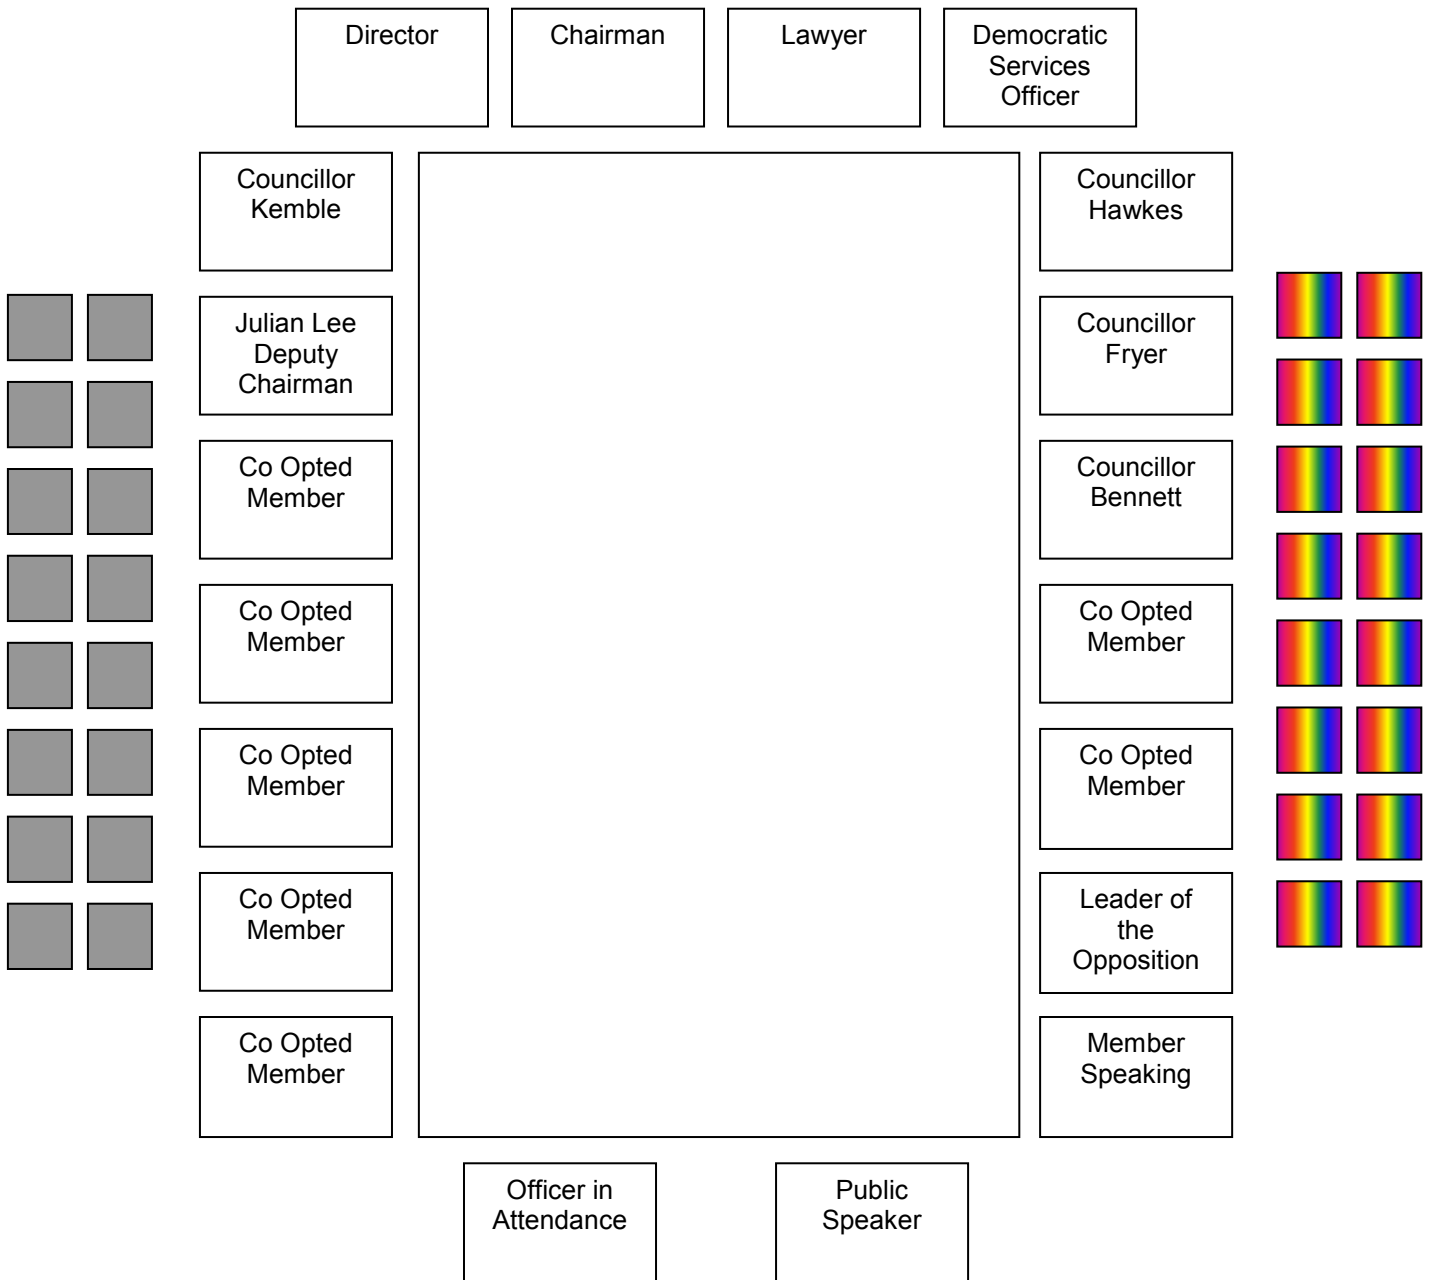 Director
Chairman
Lawyer
Democratic
Services
Officer
Councillor
Kemble
Councillor
Hawkes
Julian Lee
Deputy
Chairman
Councillor
Fryer
Co Opted
Member
Councillor
Bennett
Co Opted
Member
Co Opted
Member
Co Opted
Member
Co Opted
Member
Co Opted
Member
Leader of
the
Opposition
Co Opted
Member
Member
Speaking
Officer in
Attendance
Public
Speaker